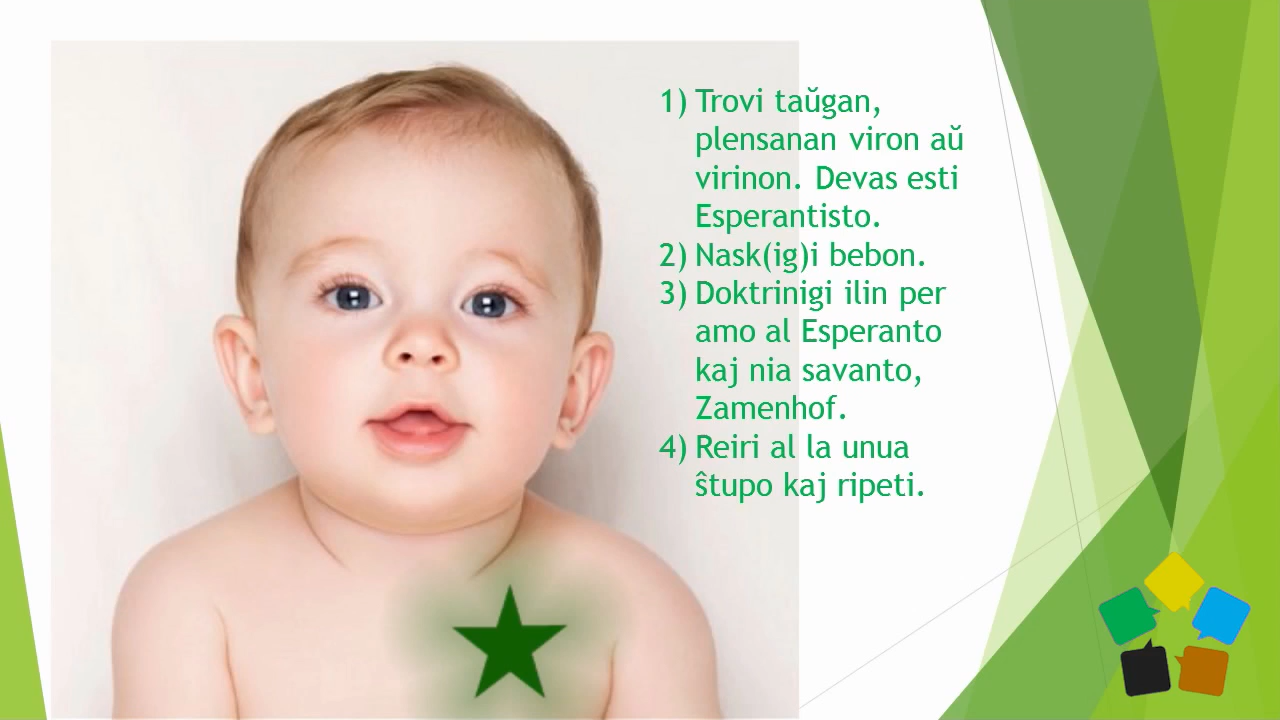 1) Trovi taŭgan,
plensanan viron aŭ
virinon. Devas esti
Esperantisto.
2) Nask(ig)i bebon.
3) Doktrinigi ilin per
amo al Esperanto
kaj nia savanto,
Zamenhof.
4) Reiri al la unua
ŝtupo kaj ripeti.